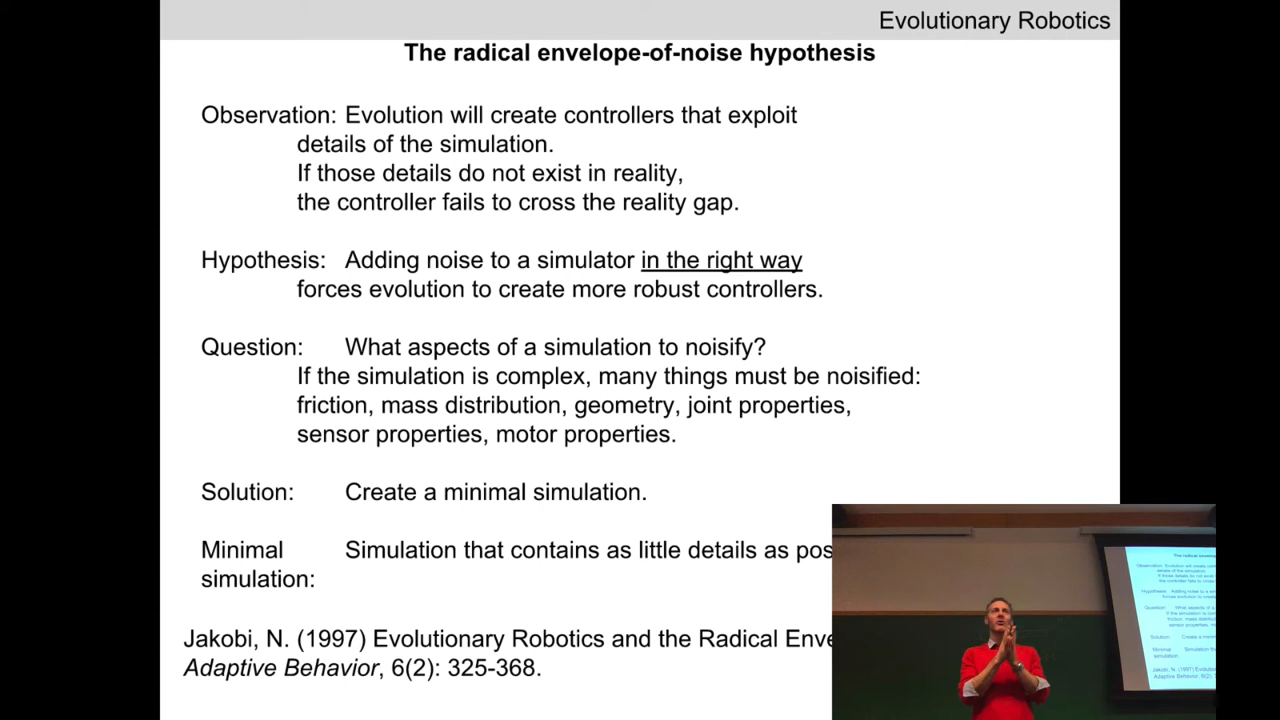 Evolutionary Robotics
The radical envelope-of-noise hypothesis
Observation: Evolution will create controllers that exploit
details of the simulation.
If those details do not exist in reality,
the controller fails to cross the reality gap.
Hypothesis: Adding noise to a simulator in the right way
forces evolution to create more robust controllers.
Question: What aspects of a simulation to noisify?
If the simulation is complex, many things must be noisified:
friction, mass distribution, geometry, joint properties,
sensor properties, motor properties.
Solution: Create a minimal simulation.
Minimal Simulation that contains as little details as pos
simulation:
Jakobi, N. (1997) Evolutionary Robotics and the Radical Enve
Adaptive Behavior, 6(2): 325-368.